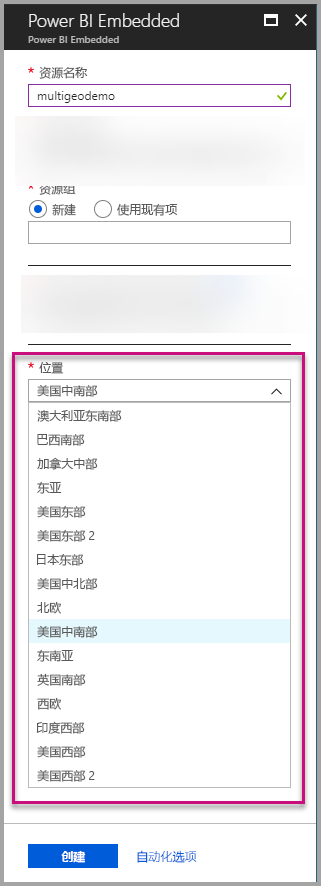 Power BI Embedded
Power BI Embedded
* 资源名称
multigeodemo
* 资源组
新建 使用现有项
* 位置
美国中南部
澳大利亚东南部
巴西南部
加拿大中部
东亚
美国东部
美国东部 2
日本东部
美国中北部
北欧
美国中南部
东南亚
英国南部
西欧
印度西部
美国西部
美国西部 2
创建 自动化选项